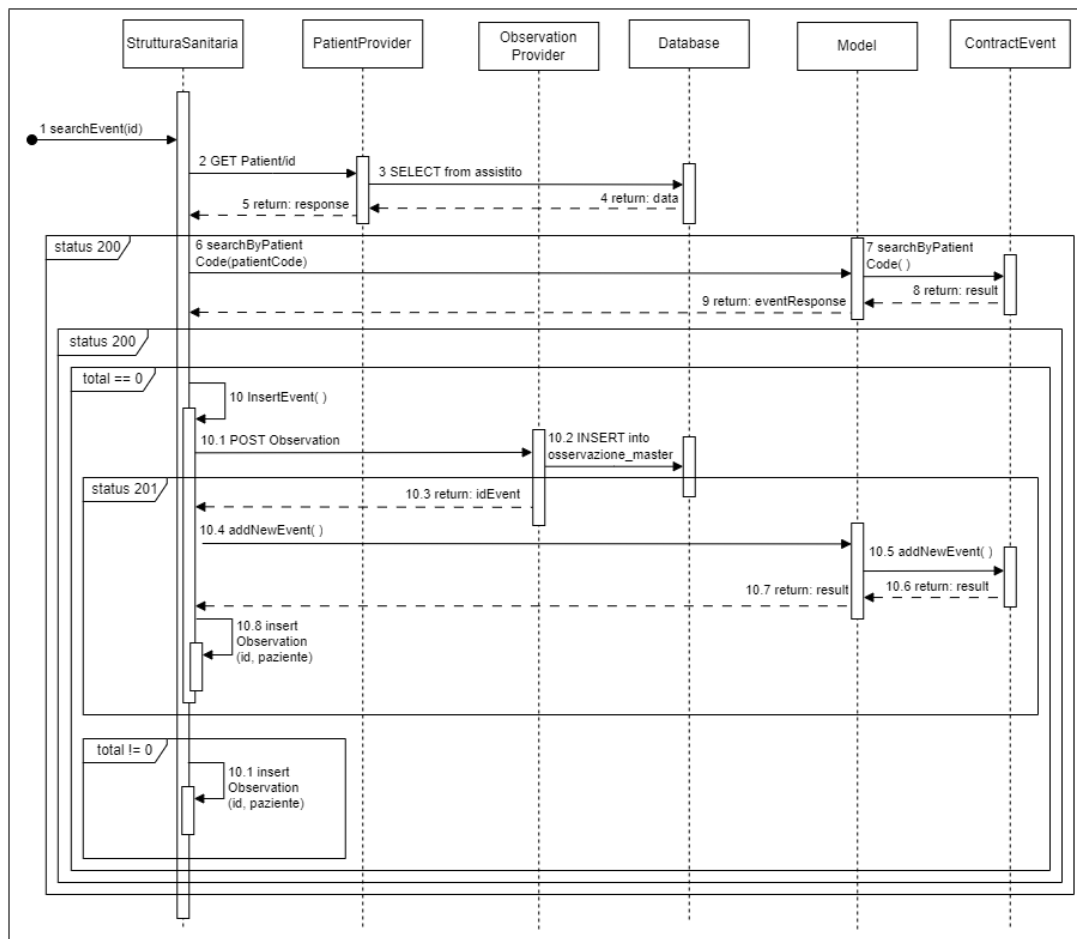 StrutturaSanitaria
PatientProvider
Observation
Provider
Database
Model
ContractEvent
1 searchEvent(id)
2 GET Patient/id
3 SELECT from assistito
4 return: data
5 return: response
status 200
6 searchByPatient
Code(patientCode)
7 searchByPatient
Code( )
8 return: result
9 return: eventResponse
status 200
total == 0
10 InsertEvent( )
10.1 POST Observation
10.2 INSERT into
osservazione_master
status 201
10.3 return: idEvent
10.4 addNewEvent( )
10.5 addNewEvent( )
10.6 return: result
10.7 return: result
10.8 insert
Observation
(id, paziente)
total != 0
10.1 insert
Observation
(id, paziente)